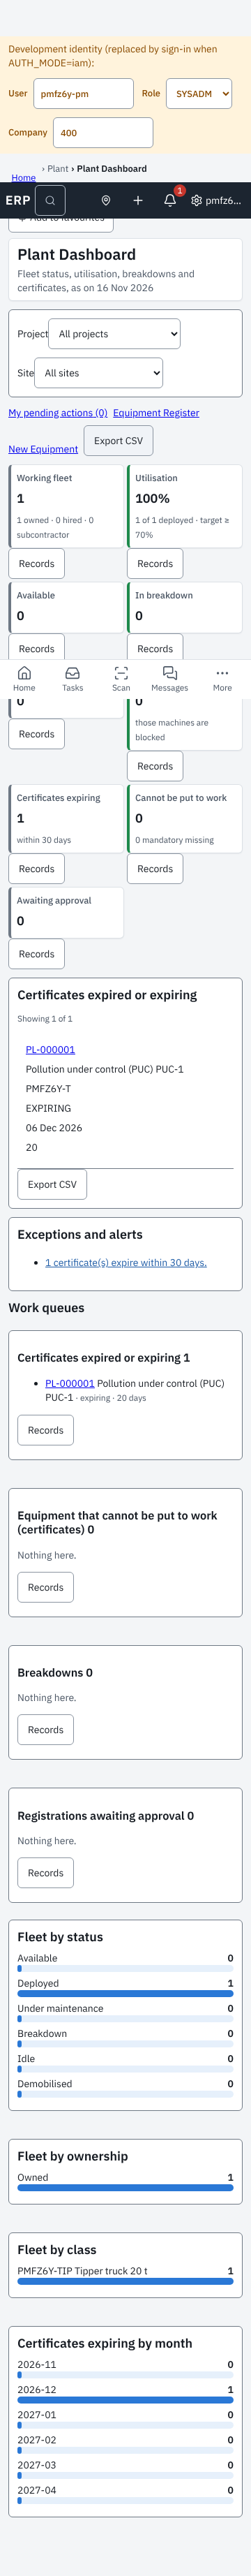 Development identity (replaced by sign-in when
AUTH_MODE=iam):
User pmfz6y-pm Role SYSADM
Company 400
Home › Plant › Plant Dashboard
ERP 1 pmfz6...
Plant Dashboard
Fleet status, utilisation, breakdowns and
certificates, as on 16 Nov 2026
Project All projects
Site All sites
My pending actions (0) Equipment Register
New Equipment Export CSV
Working fleet
1
1 owned · 0 hired · 0
subcontractor
Records
Utilisation
100%
1 of 1 deployed · target ≥
70%
Records
Available
0
Records
In breakdown
0
Records
Home Tasks Scan Messages More
0
Records
0
those machines are
blocked
Records
Certificates expiring
1
within 30 days
Records
Cannot be put to work
0
0 mandatory missing
Records
Awaiting approval
0
Records
Certificates expired or expiring
Showing 1 of 1
PL-000001
Pollution under control (PUC) PUC-1
PMFZ6Y-T
EXPIRING
06 Dec 2026
20
Export CSV
Exceptions and alerts
• 1 certificate(s) expire within 30 days.
Work queues
Certificates expired or expiring 1
• PL-000001 Pollution under control (PUC)
PUC-1 · expiring · 20 days
Records
Equipment that cannot be put to work
(certificates) 0
Nothing here.
Records
Breakdowns 0
Nothing here.
Records
Registrations awaiting approval 0
Nothing here.
Records
Fleet by status
Available 0
Deployed 1
Under maintenance 0
Breakdown 0
Idle 0
Demobilised 0
Fleet by ownership
Owned 1
Fleet by class
PMFZ6Y-TIP Tipper truck 20 t 1
Certificates expiring by month
2026-11 0
2026-12 1
2027-01 0
2027-02 0
2027-03 0
2027-04 0